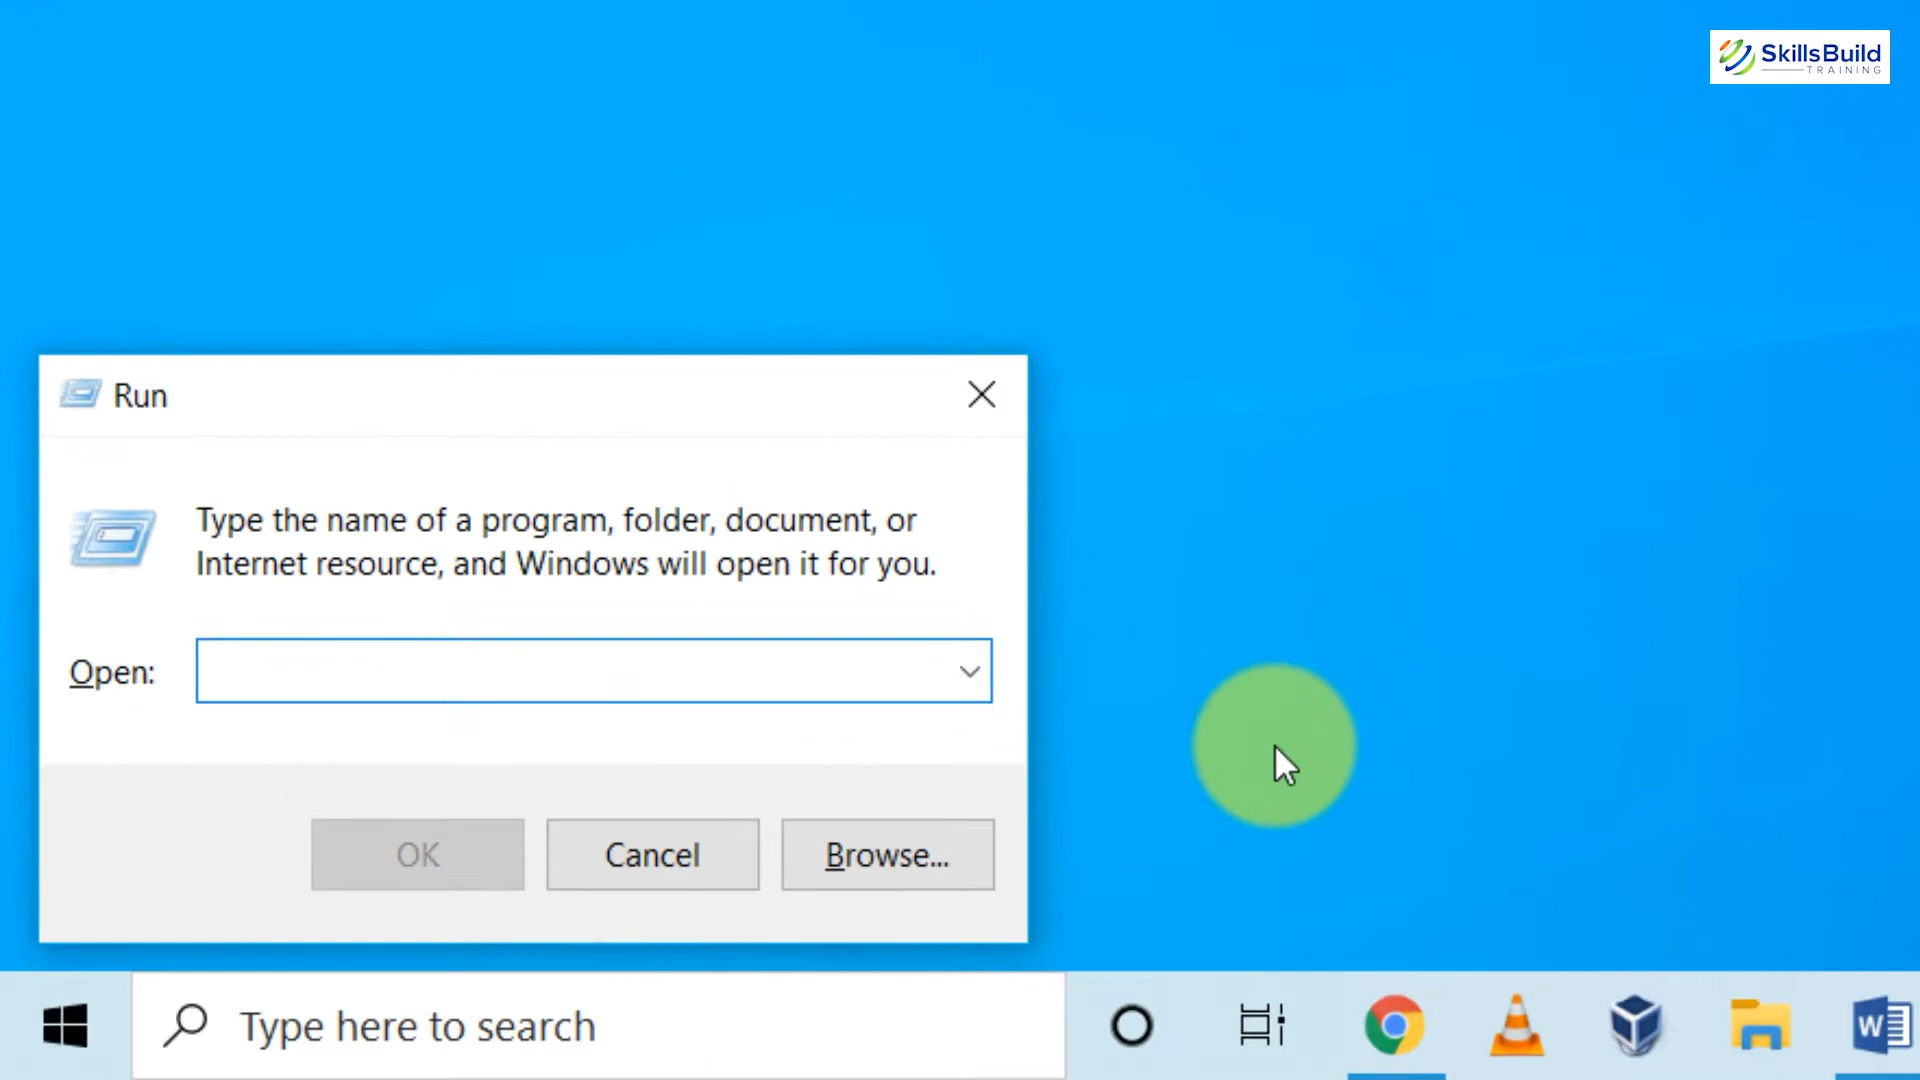 SkillsBuild
TRAINING
Run
Type the name of a program, folder, document, or
Internet resource, and Windows will open it for you.
Open:
OK
Cancel
Browse...
Type here to search
W